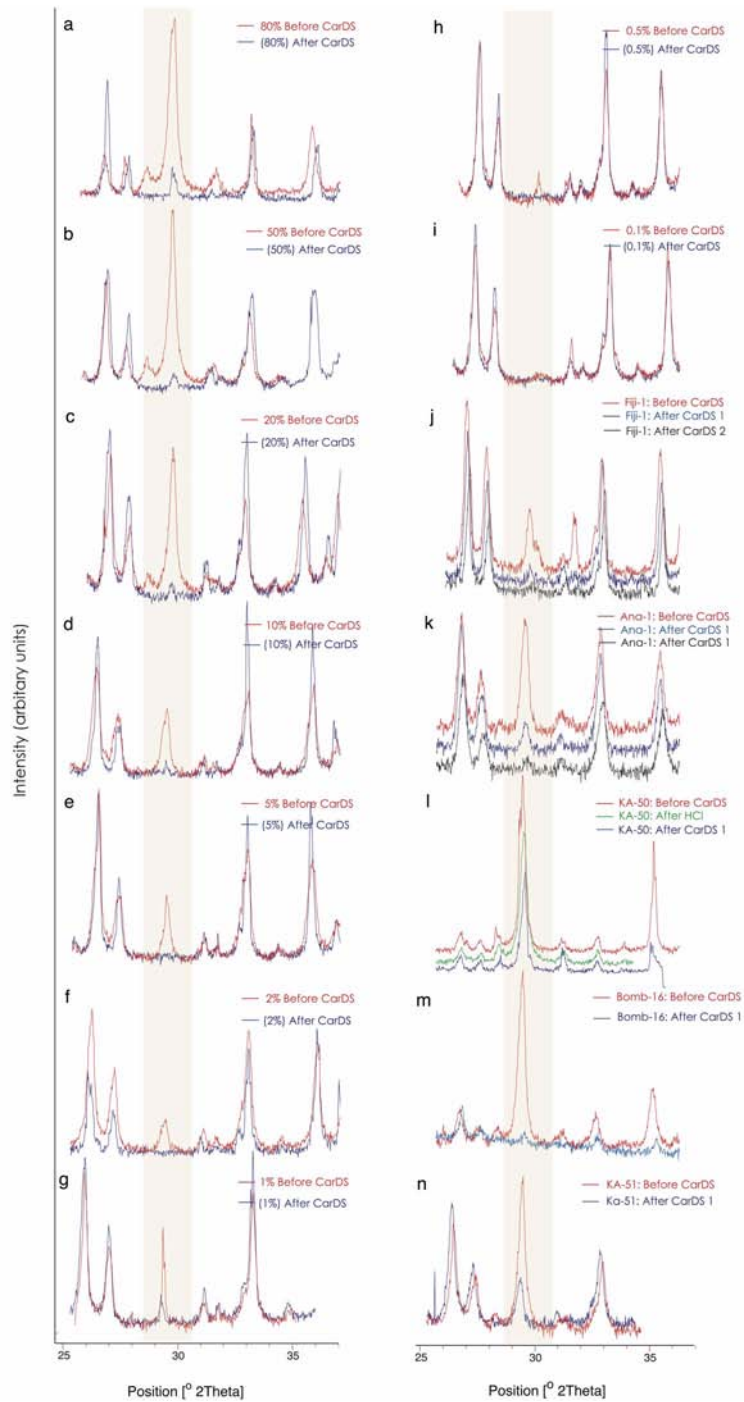 a
80% Before CarDS
(80%) After CarDS
b
50% Before CarDS
(50%) After CarDS
c
20% Before CarDS
(20%) After CarDS
d
10% Before CarDS
(10%) After CarDS
e
5% Before CarDS
(5%) After CarDS
f
2% Before CarDS
(2%) After CarDS
g
1% Before CarDS
(1%) After CarDS
25 30 35
Position [° 2Theta]
Intensity (arbitary units)
h
0.5% Before CarDS
(0.5%) After CarDS
i
0.1% Before CarDS
(0.1%) After CarDS
j
Fiji-1: Before CarDS
Fiji-1: After CarDS 1
Fiji-1: After CarDS 2
k
Ana-1: Before CarDS
Ana-1: After CarDS 1
Ana-1: After CarDS 1
l
KA-50: Before CarDS
KA-50: After HCl
KA-50: After CarDS 1
m
Bomb-16: Before CarDS
Bomb-16: After CarDS 1
n
KA-51: Before CarDS
Ka-51: After CarDS 1
25 30 35
Position [° 2Theta]